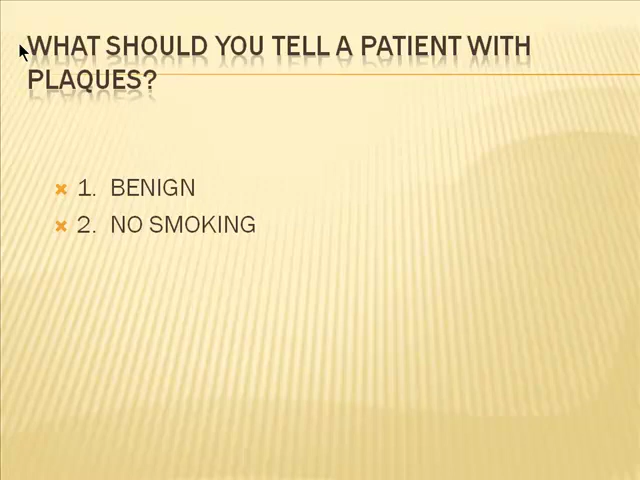 WHAT SHOULD YOU TELL A PATIENT WITH
PLAQUES?
1. BENIGN
2. NO SMOKING